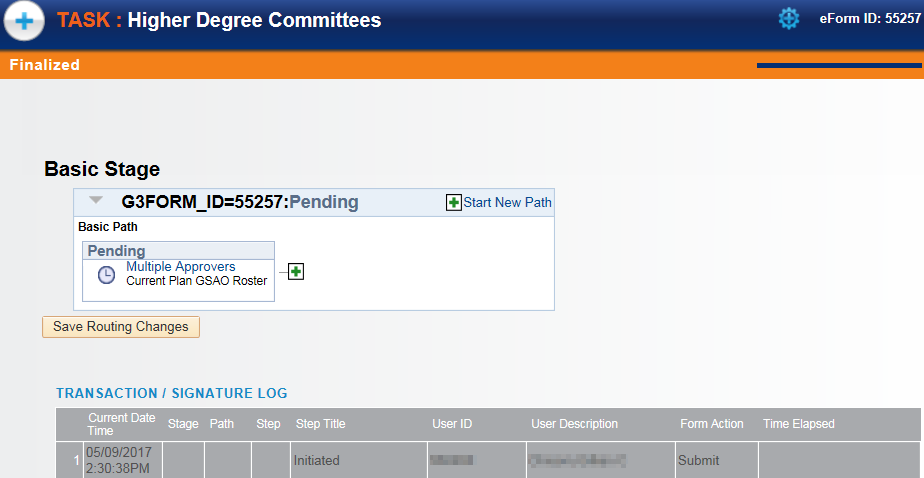 TASK : Higher Degree Committees
eForm ID: 55257
Finalized
Basic Stage
G3FORM_ID=55257:Pending
Start New Path
Basic Path
Pending
Multiple Approvers
Current Plan GSAO Roster
Save Routing Changes
TRANSACTION / SIGNATURE LOG
Current Date Time Stage Path Step Step Title User ID User Description Form Action Time Elapsed
1 05/09/2017 2:30:38PM Initiated Submit